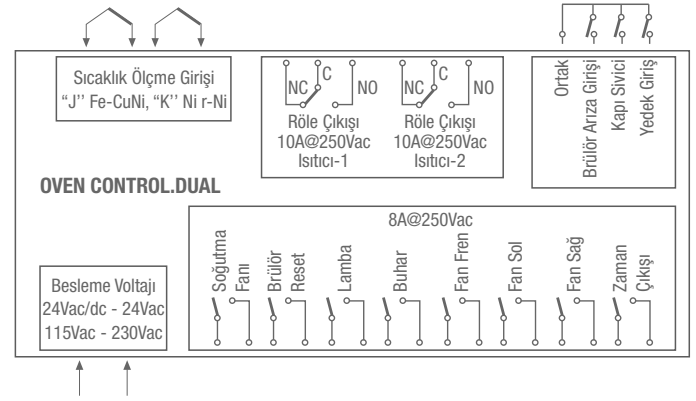 Sıcaklık Ölçme Girişi
“J’’ Fe-CuNi, “K’’ Ni r-Ni
NC
C
NO
Röle Çıkışı
10A@250Vac
Isıtıcı-1
NC
C
NO
Röle Çıkışı
10A@250Vac
Isıtıcı-2
Ortak
Brülör Arıza Girişi
Kapı Sivici
Yedek Giriş
OVEN CONTROL.DUAL
8A@250Vac
Soğutma
Fanı
Brülör
Reset
Lamba
Buhar
Fan Fren
Fan Sol
Fan Sağ
Zaman
Çıkışı
Besleme Voltajı
24Vac/dc - 24Vac
115Vac - 230Vac